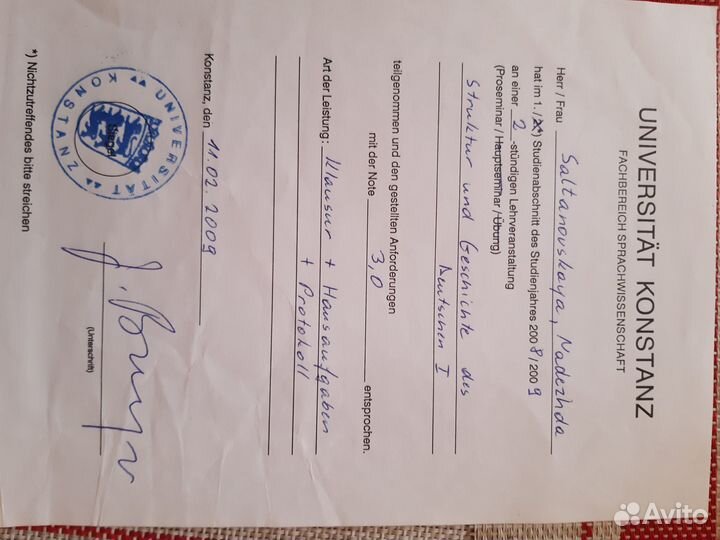 UNIVERSITÄT KONSTANZ
FACHBEREICH SPRACHWISSENSCHAFT
Herr / Frau Saltanovskaya, Nadezhda
hat im 1. / 2.*) Studienabschnitt des Studienjahres 2008/2009
an einer 2 -stündigen Lehrveranstaltung
(Proseminar / Hauptseminar / Übung)
Struktur und Geschichte des
Deutschen I
teilgenommen und den gestellten Anforderungen
mit der Note 3,0 entsprochen.
Art der Leistung: Klausur + Hausaufgaben
+ Protokoll
Konstanz, den 11.02.2009
Siegel
UNIVERSITÄT KONSTANZ
(Unterschrift)
*) Nichtzutreffendes bitte streichen
Avito